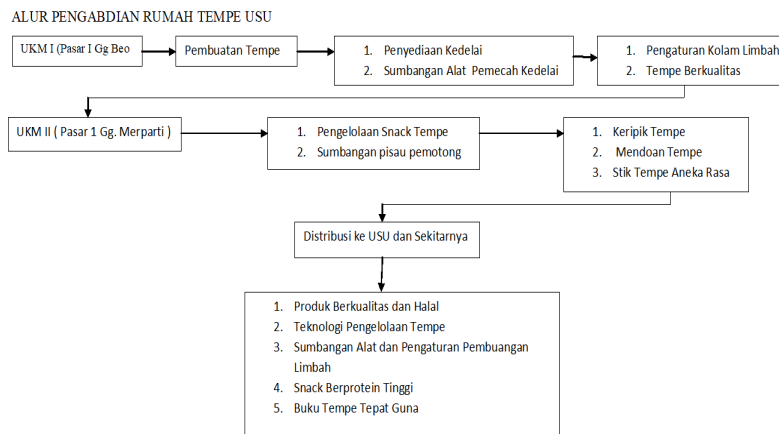 ALUR PENGABDIAN RUMAH TEMPE USU
UKM I (Pasar I Gg Beo
Pembuatan Tempe
1. Penyediaan Kedelai
2. Sumbangan Alat Pemecah Kedelai
1. Pengaturan Kolam Limbah
2. Tempe Berkualitas
UKM II ( Pasar 1 Gg. Merparti )
1. Pengelolaan Snack Tempe
2. Sumbangan pisau pemotong
1. Keripik Tempe
2. Mendoan Tempe
3. Stik Tempe Aneka Rasa
Distribusi ke USU dan Sekitarnya
1. Produk Berkualitas dan Halal
2. Teknologi Pengelolaan Tempe
3. Sumbangan Alat dan Pengaturan Pembuangan
Limbah
4. Snack Berprotein Tinggi
5. Buku Tempe Tepat Guna